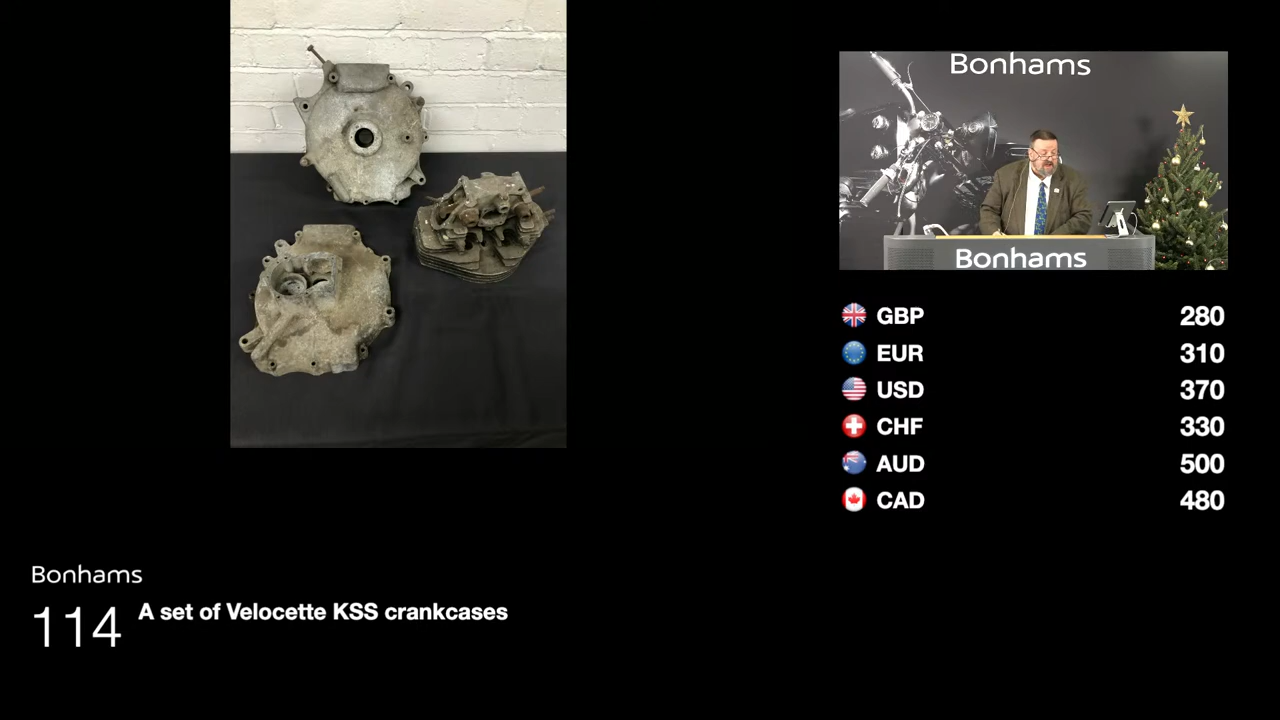 Bonhams
Bonhams
GBP 280
EUR 310
USD 370
CHF 330
AUD 500
CAD 480
Bonhams
114 A set of Velocette KSS crankcases